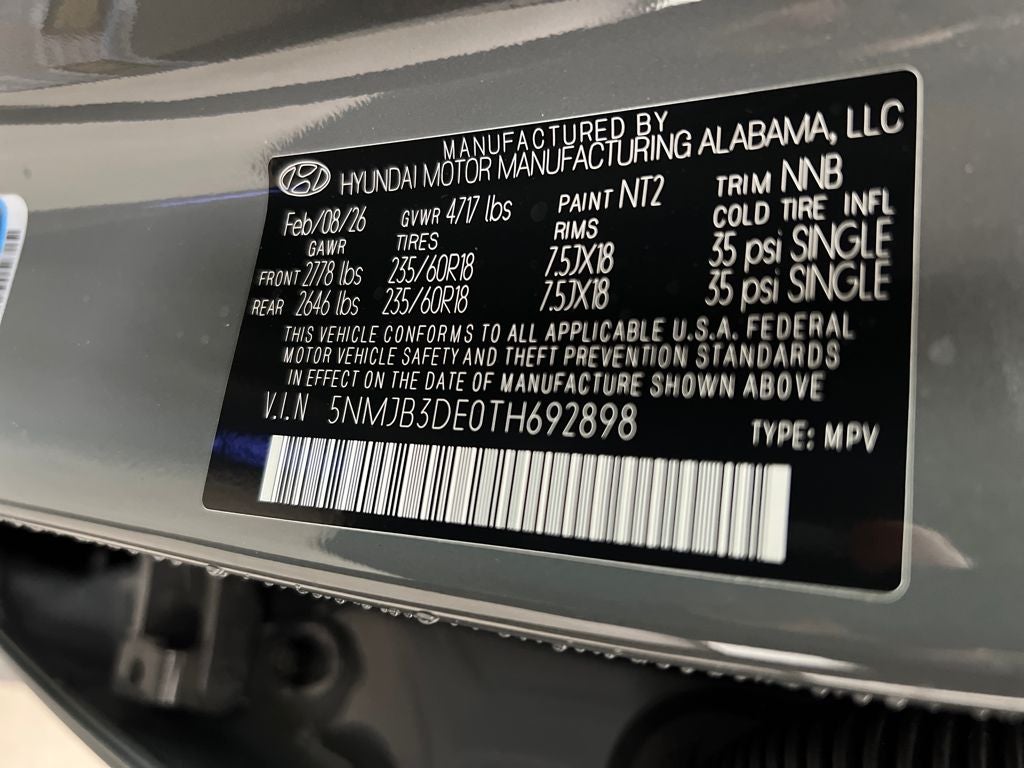 MANUFACTURED BY
HYUNDAI MOTOR MANUFACTURING ALABAMA, LLC
Feb/08/26 GVWR 4717 lbs PAINT NT2 TRIM NNB
GAWR TIRES RIMS COLD TIRE INFL
FRONT 2778 lbs 235/60R18 7.5JX18 35 psi SINGLE
REAR 2646 lbs 235/60R18 7.5JX18 35 psi SINGLE
THIS VEHICLE CONFORMS TO ALL APPLICABLE U.S.A. FEDERAL
MOTOR VEHICLE SAFETY AND THEFT PREVENTION STANDARDS
IN EFFECT ON THE DATE OF MANUFACTURE SHOWN ABOVE
V.I.N 5NMJB3DE0TH692898 TYPE: MPV